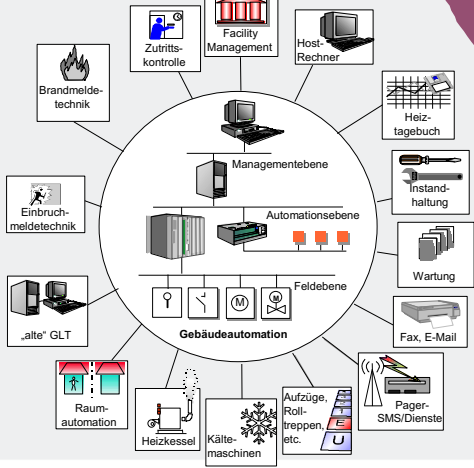 Zutritts-
kontrolle
Facility
Management
Host-
Rechner
Brandmelde-
technik
Heiz-
tagebuch
Managementebene
Instand-
haltung
Einbruch-
meldetechnik
Automationsebene
Wartung
Feldebene
M
M
„alte“ GLT
Gebäudeautomation
Fax, E-Mail
Raum-
automation
Heizkessel
Kälte-
maschinen
Aufzüge,
Roll-
treppen,
etc.
E
U
Pager-
SMS/Dienste